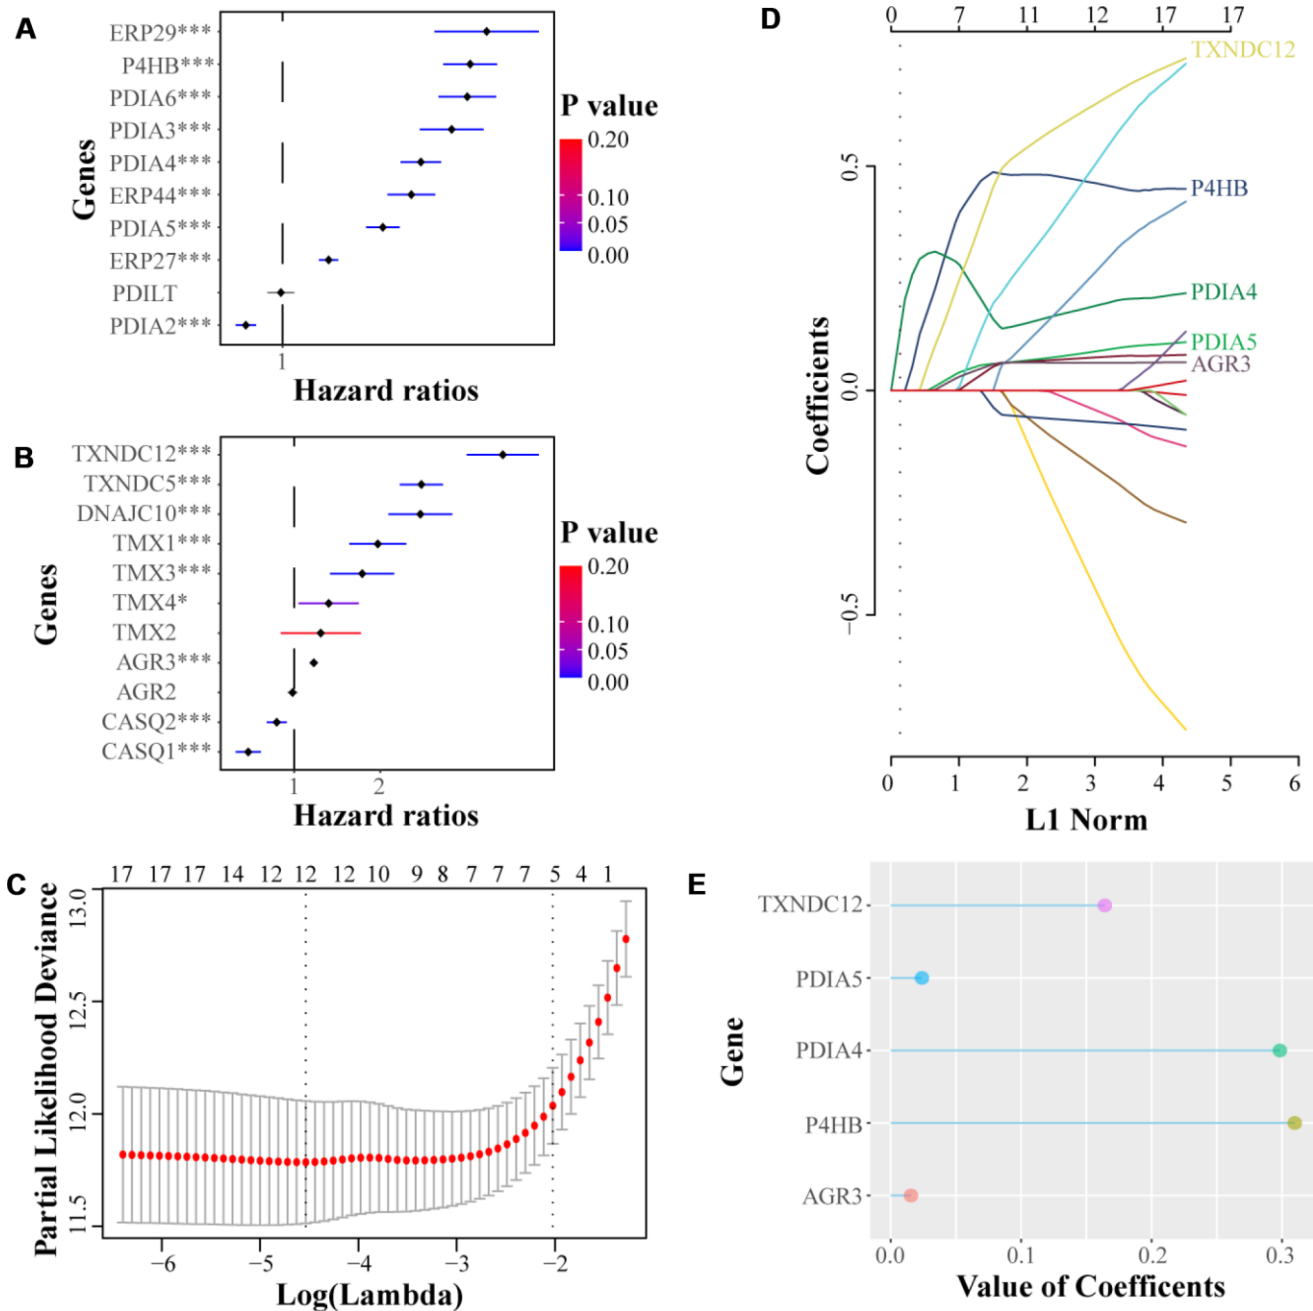 A
ERP29***
P4HB***
PDIA6***
PDIA3***
PDIA4***
ERP44***
PDIA5***
ERP27***
PDILT
PDIA2***
Genes
1
Hazard ratios
P value
0.20
0.10
0.05
0.00
B
TXNDC12***
TXNDC5***
DNAJC10***
TMX1***
TMX3***
TMX4*
TMX2
AGR3***
AGR2
CASQ2***
CASQ1***
Genes
1 2
Hazard ratios
P value
0.20
0.10
0.05
0.00
C
17 17 17 14 12 12 12 10 9 8 7 7 7 5 4 1
Partial Likelihood Deviance
13.0
12.5
12.0
11.5
−6 −5 −4 −3 −2
Log(Lambda)
D
0 7 11 12 17 17
TXNDC12
P4HB
PDIA4
PDIA5
AGR3
Coefficients
0.5
0.0
−0.5
0 1 2 3 4 5 6
L1 Norm
E
TXNDC12
PDIA5
PDIA4
P4HB
AGR3
Gene
0.0 0.1 0.2 0.3
Value of Coefficents